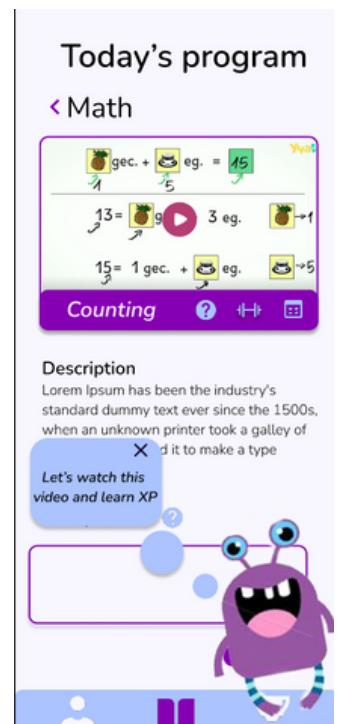 Today's program
< Math
Yva
gec. + eg. = 15
1 5
13= g 3 eg. →1
15= 1 gec. + eg. →5
Counting ?
Description
Lorem Ipsum has been the industry's
standard dummy text ever since the 1500s,
when an unknown printer took a galley of
d it to make a type
Let's watch this
video and learn XP
?